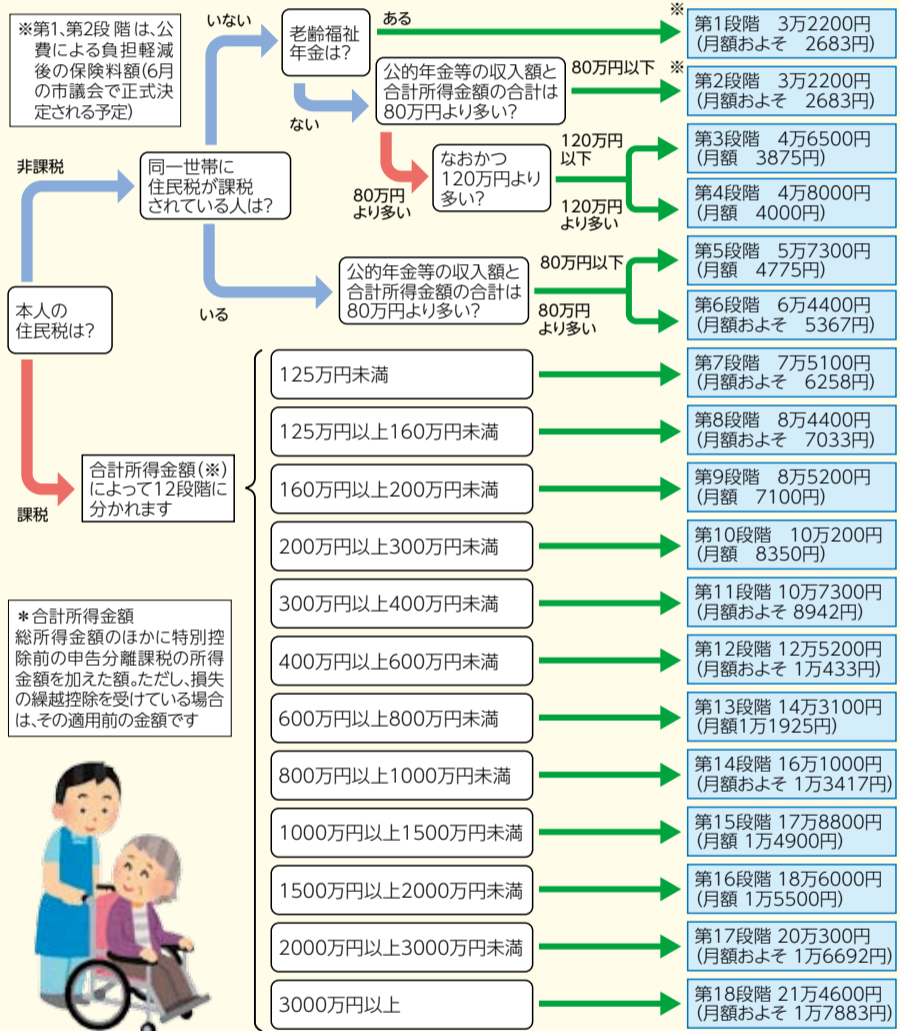 ※第1、第2段階は、公
費による負担軽減
後の保険料額(6月
の市議会で正式決
定される予定)
いない
老齢福祉
年金は?
ある
※
第1段階 3万2200円
(月額およそ 2683円)
ない
公的年金等の収入額と
合計所得金額の合計は
80万円より多い?
80万円以下
※
第2段階 3万2200円
(月額およそ 2683円)
非課税
同一世帯に
住民税が課税
されている人は?
80万円
より多い
なおかつ
120万円より
多い?
120万円
以下
第3段階 4万6500円
(月額 3875円)
120万円
より多い
第4段階 4万8000円
(月額 4000円)
本人の
住民税は?
いる
公的年金等の収入額と
合計所得金額の合計は
80万円より多い?
80万円以下
第5段階 5万7300円
(月額 4775円)
80万円
より多い
第6段階 6万4400円
(月額およそ 5367円)
課税
合計所得金額(※)
によって12段階に
分かれます
125万円未満
第7段階 7万5100円
(月額およそ 6258円)
125万円以上160万円未満
第8段階 8万4400円
(月額およそ 7033円)
160万円以上200万円未満
第9段階 8万5200円
(月額 7100円)
200万円以上300万円未満
第10段階 10万200円
(月額 8350円)
300万円以上400万円未満
第11段階 10万7300円
(月額およそ 8942円)
400万円以上600万円未満
第12段階 12万5200円
(月額およそ 1万433円)
600万円以上800万円未満
第13段階 14万3100円
(月額1万1925円)
800万円以上1000万円未満
第14段階 16万1000円
(月額およそ 1万3417円)
1000万円以上1500万円未満
第15段階 17万8800円
(月額 1万4900円)
1500万円以上2000万円未満
第16段階 18万6000円
(月額 1万5500円)
2000万円以上3000万円未満
第17段階 20万300円
(月額およそ 1万6692円)
3000万円以上
第18段階 21万4600円
(月額およそ 1万7883円)
＊合計所得金額
総所得金額のほかに特別控
除前の申告分離課税の所得
金額を加えた額。ただし、損失
の繰越控除を受けている場合
は、その適用前の金額です